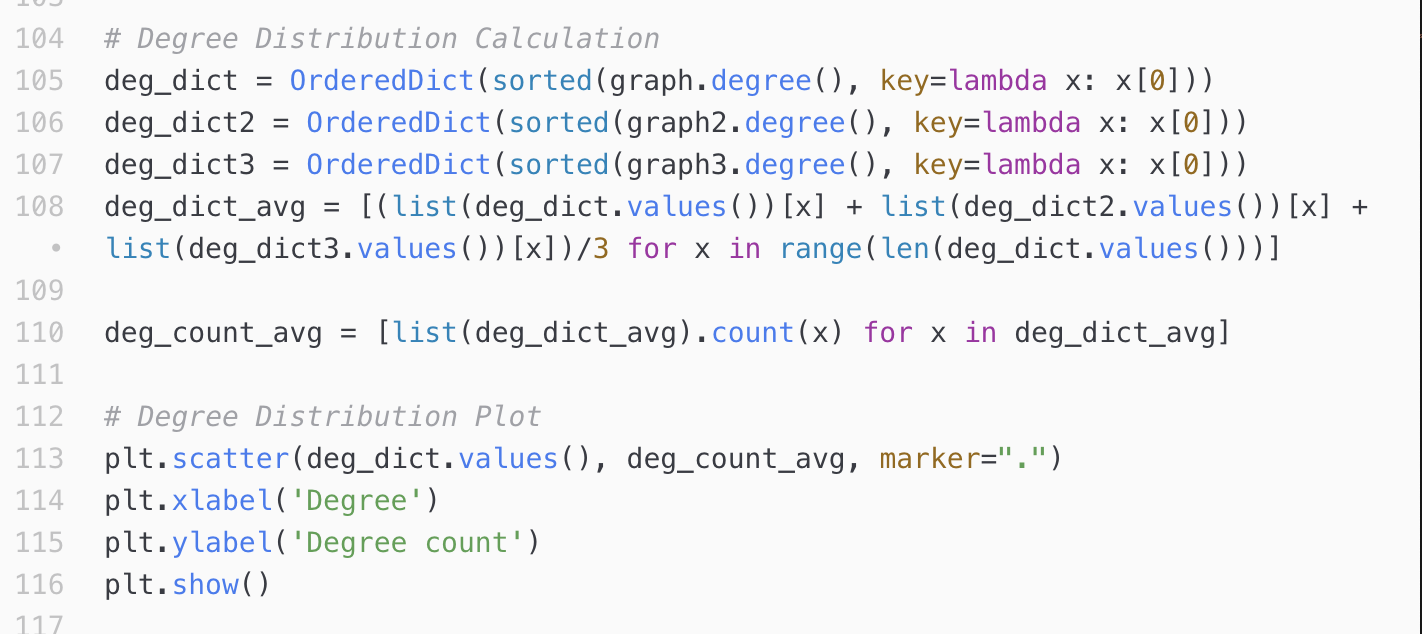 103
104 # Degree Distribution Calculation
105 deg_dict = OrderedDict(sorted(graph.degree(), key=lambda x: x[0]))
106 deg_dict2 = OrderedDict(sorted(graph2.degree(), key=lambda x: x[0]))
107 deg_dict3 = OrderedDict(sorted(graph3.degree(), key=lambda x: x[0]))
108 deg_dict_avg = [(list(deg_dict.values())[x] + list(deg_dict2.values())[x] +
• list(deg_dict3.values())[x])/3 for x in range(len(deg_dict.values()))]
109
110 deg_count_avg = [list(deg_dict_avg).count(x) for x in deg_dict_avg]
111
112 # Degree Distribution Plot
113 plt.scatter(deg_dict.values(), deg_count_avg, marker=".")
114 plt.xlabel('Degree')
115 plt.ylabel('Degree count')
116 plt.show()
117